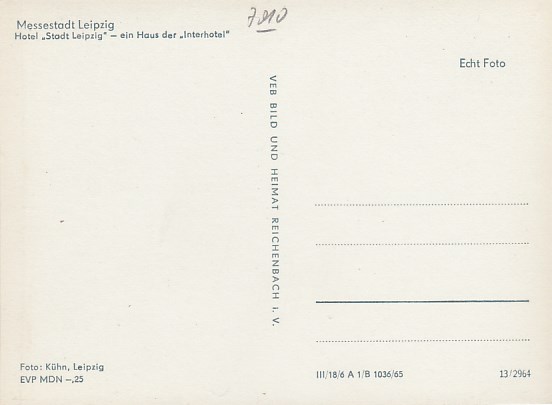 7010
Messestadt Leipzig
Hotel „Stadt Leipzig" – ein Haus der „Interhotel"
Echt Foto
VEB BILD UND HEIMAT REICHENBACH i. V.
Foto: Kühn, Leipzig
EVP MDN –,25
III/18/6 A 1/B 1036/65
13/2964